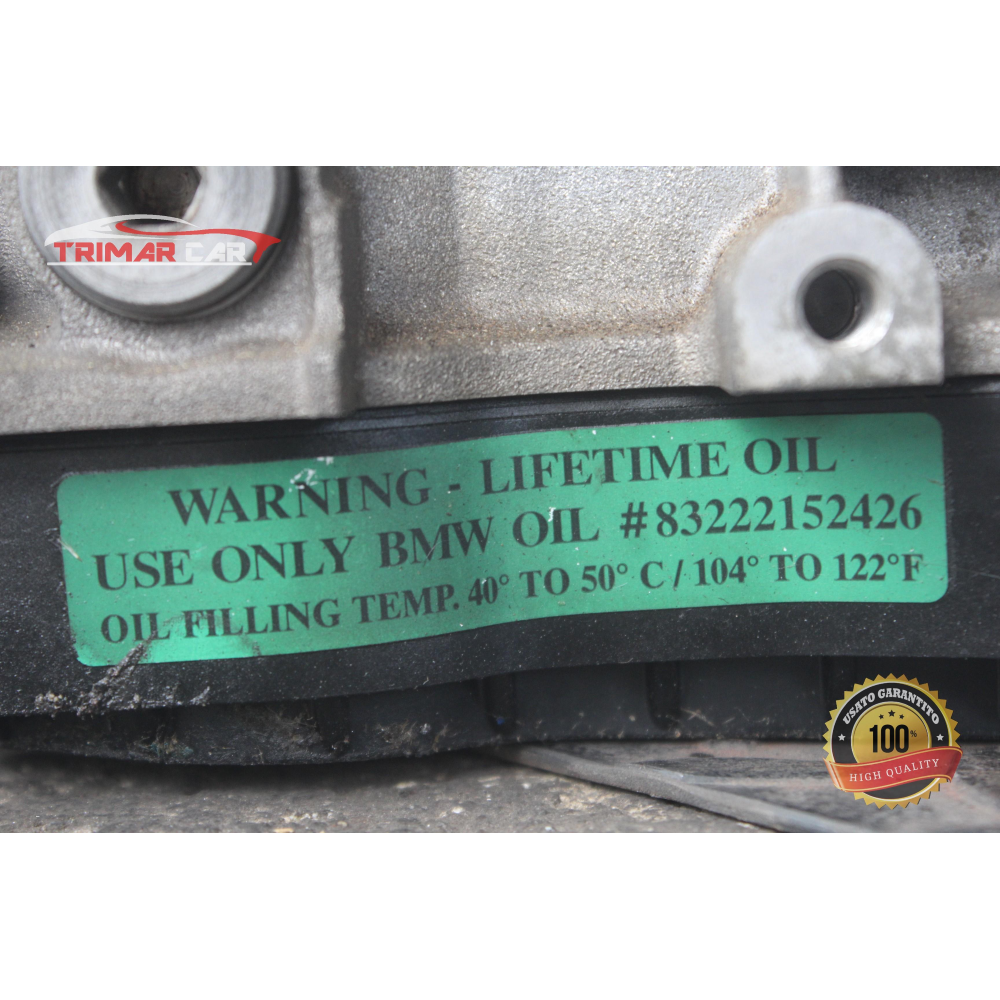 TRIMAR CAR
WARNING - LIFETIME OIL
USE ONLY BMW OIL #83222152426
OIL FILLING TEMP. 40° TO 50° C / 104° TO 122°F
USATO GARANTITO
100%
HIGH QUALITY